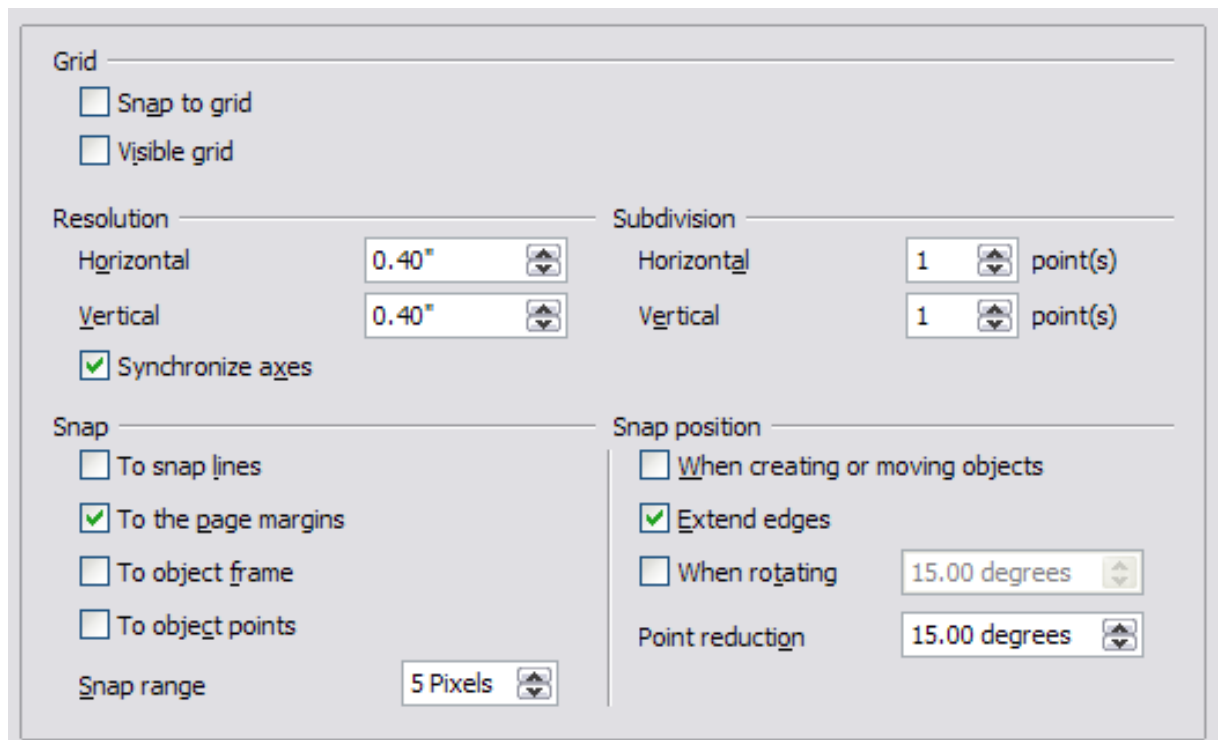 Grid
Snap to grid
Visible grid
Resolution
Horizontal 0.40"
Vertical 0.40"
Synchronize axes
Subdivision
Horizontal 1 point(s)
Vertical 1 point(s)
Snap
To snap lines
To the page margins
To object frame
To object points
Snap range 5 Pixels
Snap position
When creating or moving objects
Extend edges
When rotating 15.00 degrees
Point reduction 15.00 degrees